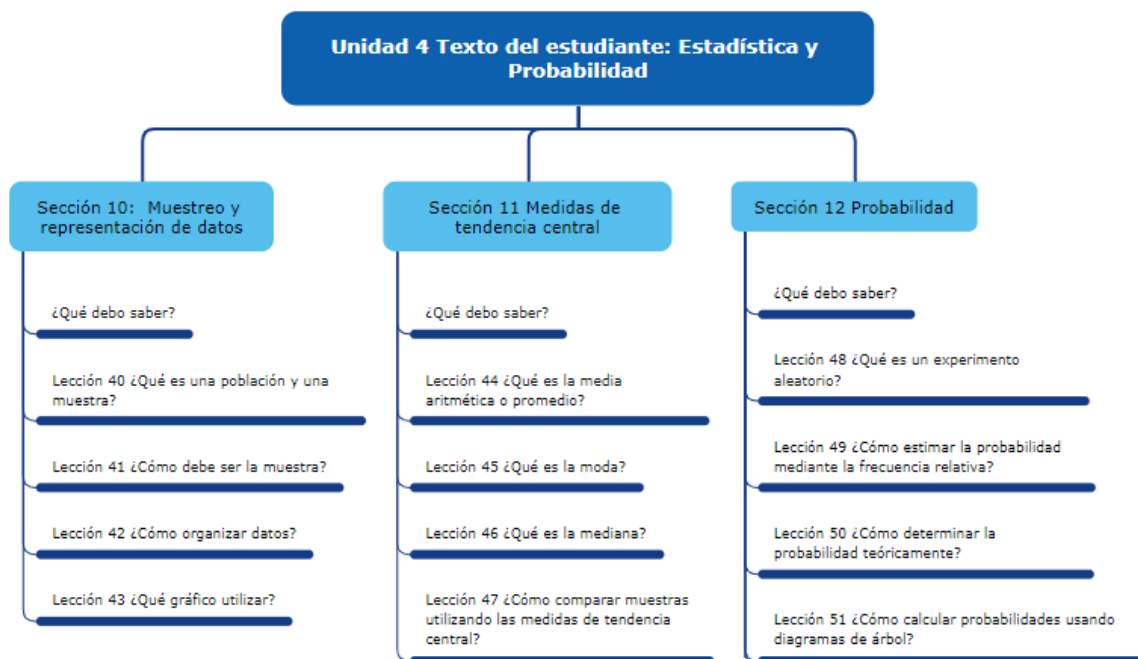 Unidad 4 Texto del estudiante: Estadística y
Probabilidad
Sección 10: Muestreo y
representación de datos
¿Qué debo saber?
Lección 40 ¿Qué es una población y una
muestra?
Lección 41 ¿Cómo debe ser la muestra?
Lección 42 ¿Cómo organizar datos?
Lección 43 ¿Qué gráfico utilizar?
Sección 11 Medidas de
tendencia central
¿Qué debo saber?
Lección 44 ¿Qué es la media
aritmética o promedio?
Lección 45 ¿Qué es la moda?
Lección 46 ¿Qué es la mediana?
Lección 47 ¿Cómo comparar muestras
utilizando las medidas de tendencia
central?
Sección 12 Probabilidad
¿Qué debo saber?
Lección 48 ¿Qué es un experimento
aleatorio?
Lección 49 ¿Cómo estimar la probabilidad
mediante la frecuencia relativa?
Lección 50 ¿Cómo determinar la
probabilidad teóricamente?
Lección 51 ¿Cómo calcular probabilidades usando
diagramas de árbol?